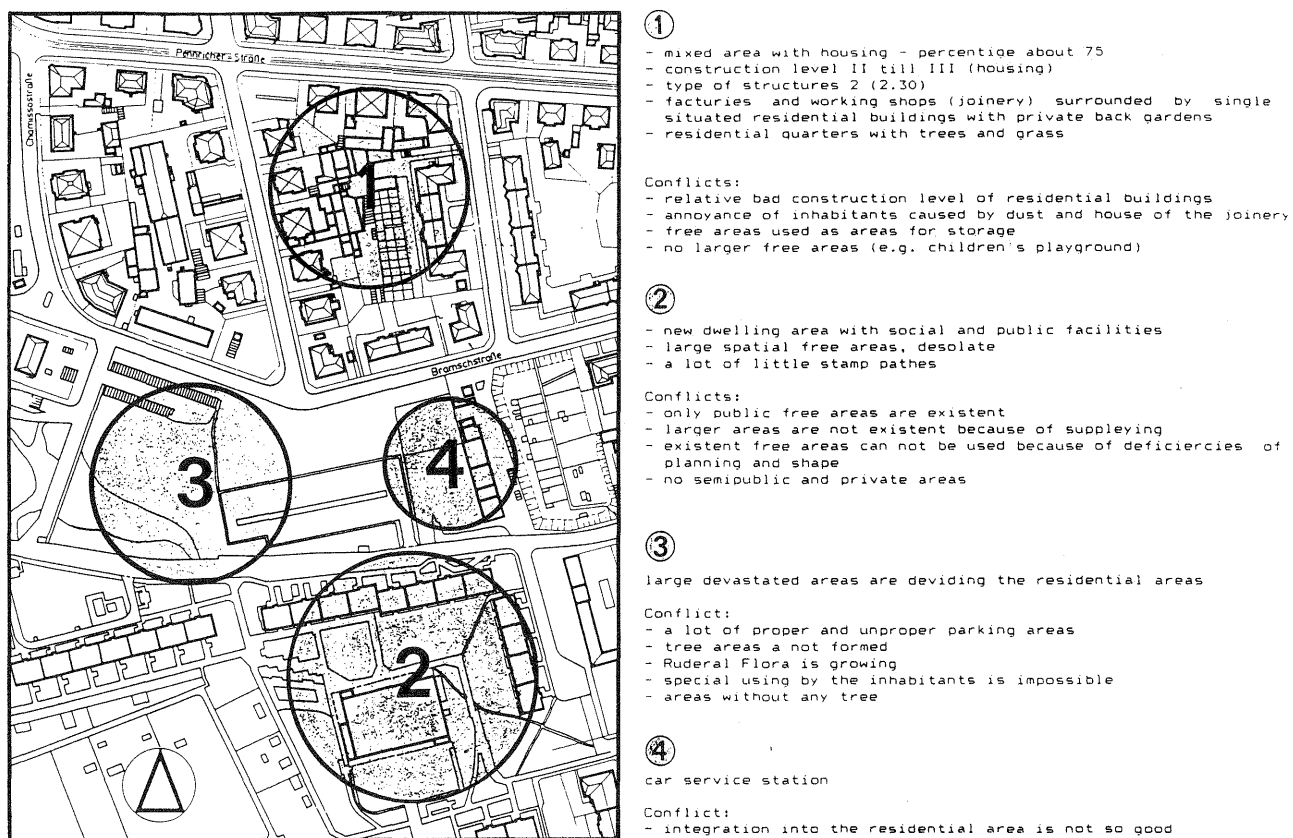 Pennricher-Straße
Chamissostraße
1
Bramschstraße
3
4
2
①
- mixed area with housing - percentige about 75
- construction level II till III (housing)
- type of structures 2 (2.30)
- facturies and working shops (joinery) surrounded by single
situated residential buildings with private back gardens
- residential quarters with trees and grass
Conflicts:
- relative bad construction level of residential buildings
- annoyance of inhabitants caused by dust and house of the joinery
- free areas used as areas for storage
- no larger free areas (e.g. children's playground)
②
- new dwelling area with social and public facilities
- large spatial free areas, desolate
- a lot of little stamp pathes
Conflicts:
- only public free areas are existent
- larger areas are not existent because of suppleying
- existent free areas can not be used because of deficiercies of
planning and shape
- no semipublic and private areas
③
large devastated areas are deviding the residential areas
Conflict:
- a lot of proper and unproper parking areas
- tree areas a not formed
- Ruderal Flora is growing
- special using by the inhabitants is impossible
- areas without any tree
④
car service station
Conflict:
- integration into the residential area is not so good